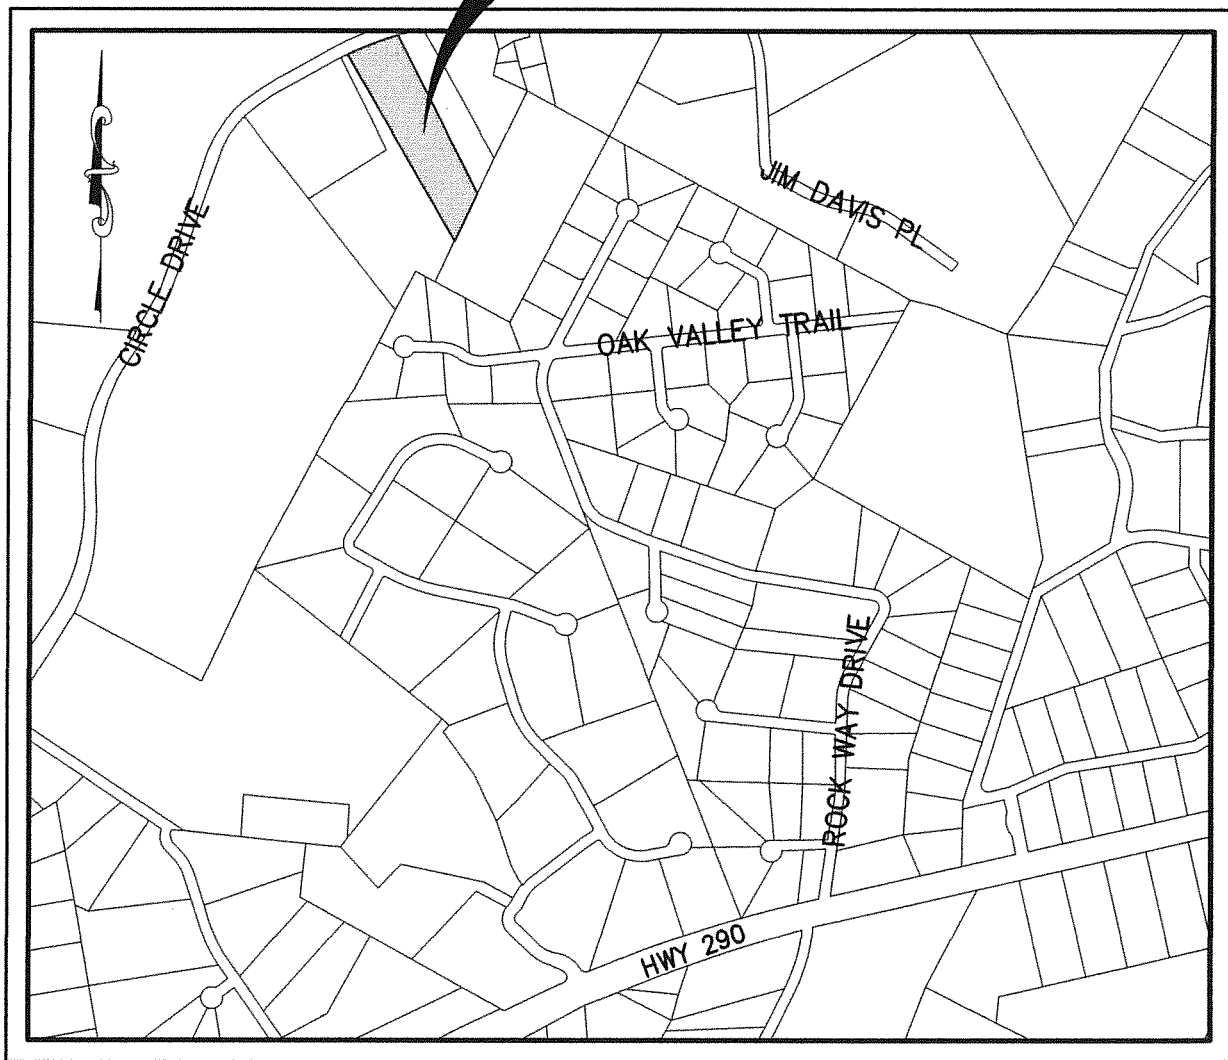 JIM DAVIS PL
CIRCLE DRIVE
OAK VALLEY TRAIL
ROCK WAY DRIVE
HWY 290